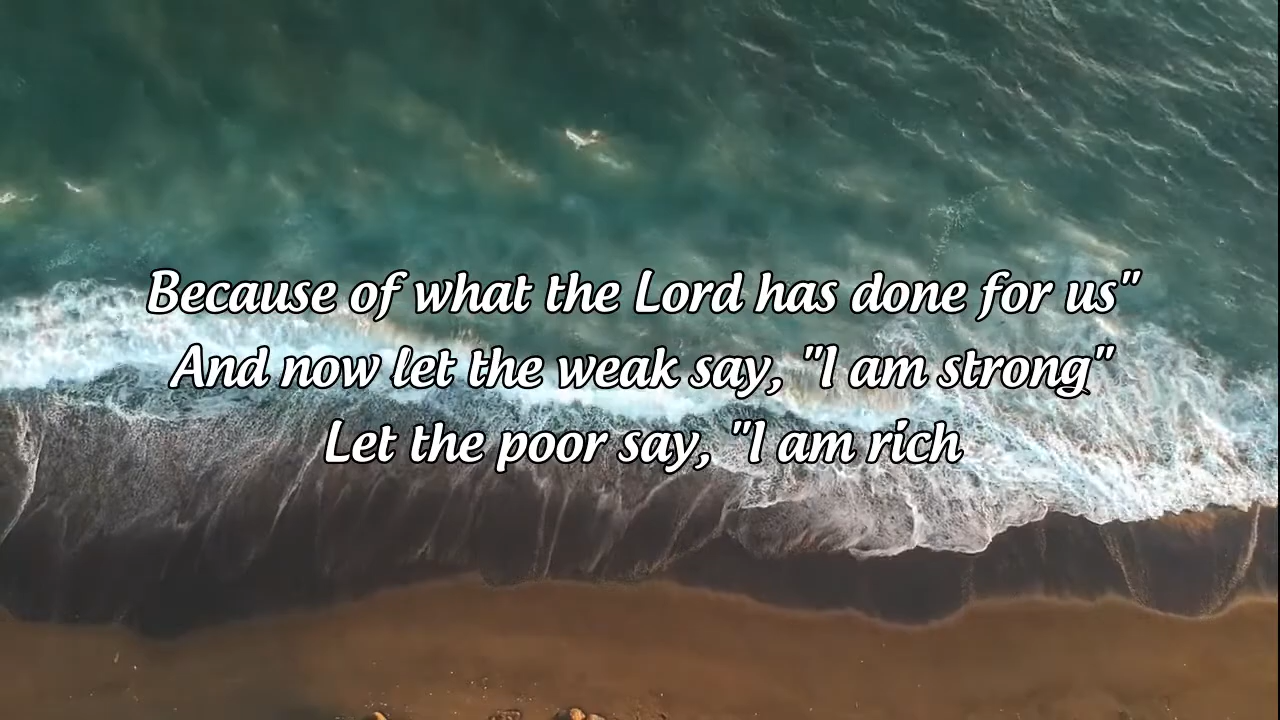 Because of what the Lord has done for us"
And now let the weak say, "I am strong"
Let the poor say, "I am rich